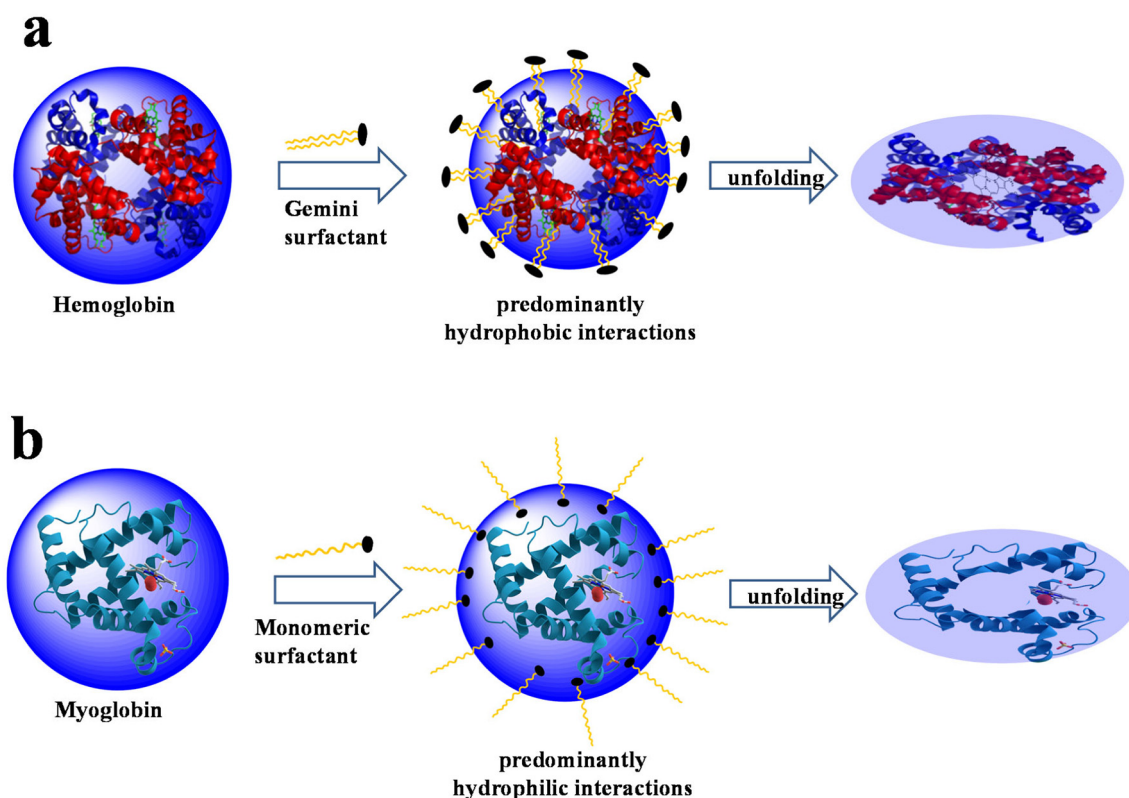 a
Gemini
surfactant
unfolding
Hemoglobin
predominantly
hydrophobic interactions
b
Monomeric
surfactant
unfolding
Myoglobin
predominantly
hydrophilic interactions